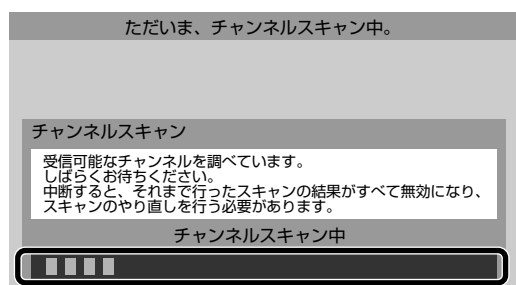 ただいま、チャンネルスキャン中。
チャンネルスキャン
受信可能なチャンネルを調べています。
しばらくお待ちください。
中断すると、それまで行ったスキャンの結果がすべて無効になり、
スキャンのやり直しを行う必要があります。
チャンネルスキャン中